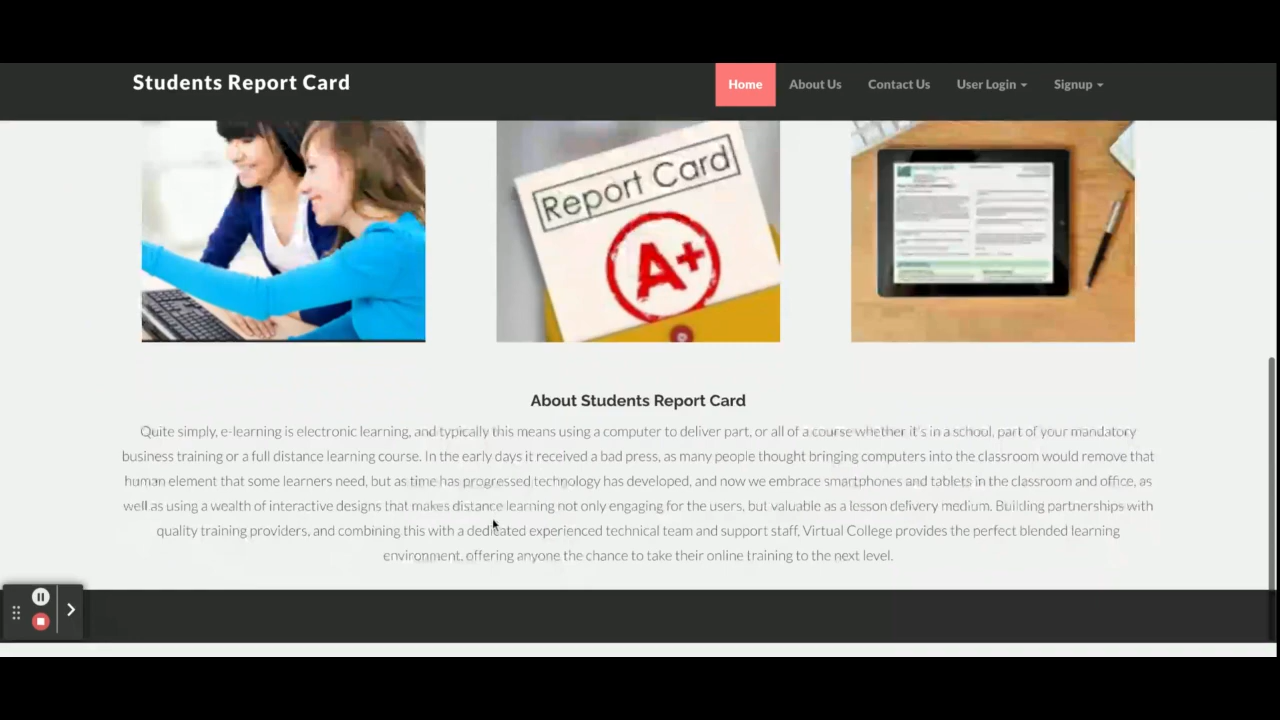 Students Report Card
Home About Us Contact Us User Login Signup
Report Card
A+
About Students Report Card
Quite simply, e-learning is electronic learning, and typically this means using a computer to deliver part, or all of a course whether it's in a school, part of your mandatory
business training or a full distance learning course. In the early days it received a bad press, as many people thought bringing computers into the classroom would remove that
human element that some learners need, but as time has progressed technology has developed, and now we embrace smartphones and tablets in the classroom and office, as
well as using a wealth of interactive designs that makes distance learning not only engaging for the users, but valuable as a lesson delivery medium. Building partnerships with
quality training providers, and combining this with a dedicated experienced technical team and support staff, Virtual College provides the perfect blended learning
environment, offering anyone the chance to take their online training to the next level.